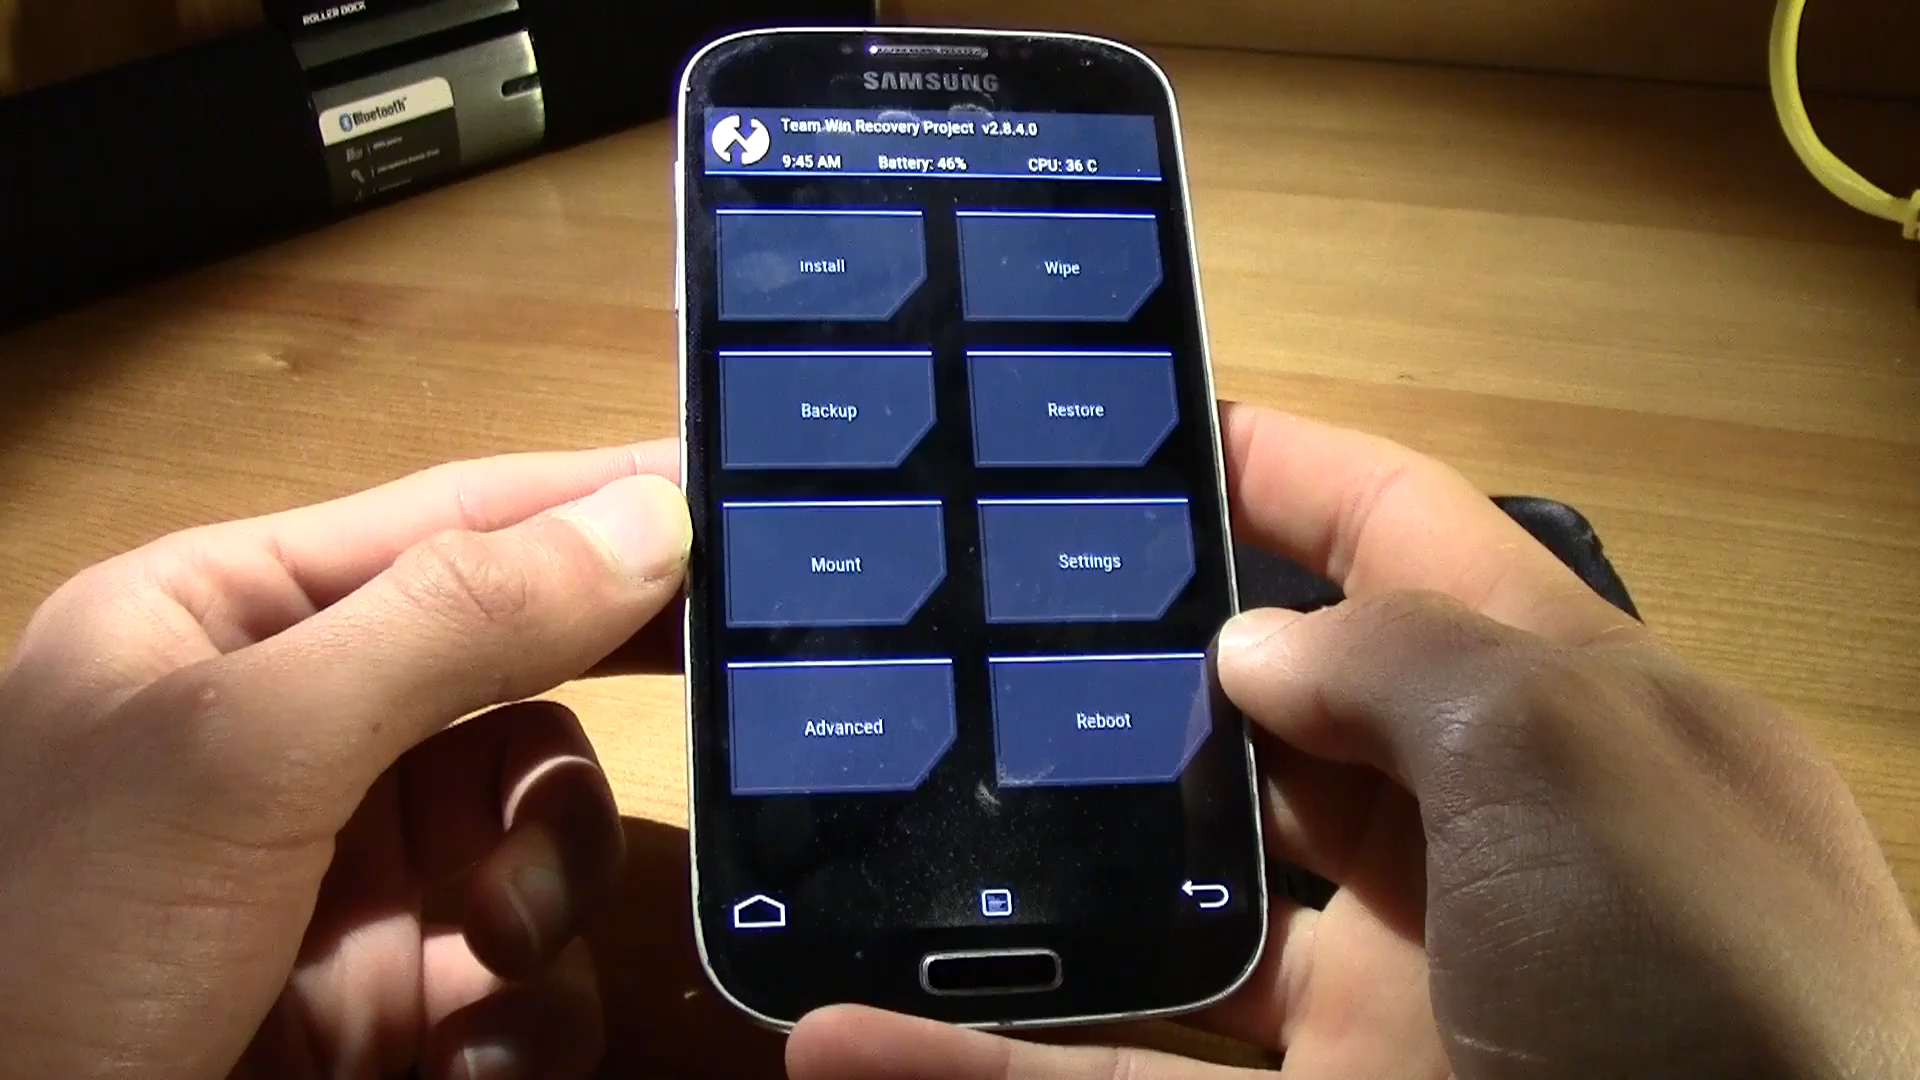 ROLLER DOCK
Bluetooth
SAMSUNG
Team Win Recovery Project v2.8.4.0
9:45 AM Battery: 46% CPU: 36 C
Install Wipe
Backup Restore
Mount Settings
Advanced Reboot